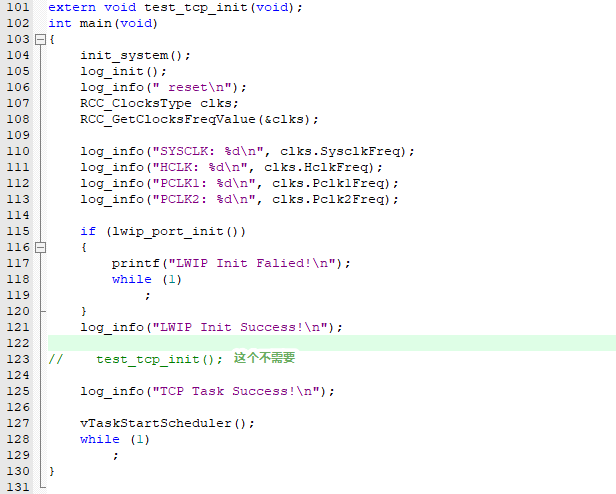 101 extern void test_tcp_init(void);
102 int main(void)
103 {
104     init_system();
105     log_init();
106     log_info(" reset\n");
107     RCC_ClocksType clks;
108     RCC_GetClocksFreqValue(&clks);
109
110     log_info("SYSCLK: %d\n", clks.SysclkFreq);
111     log_info("HCLK: %d\n", clks.HclkFreq);
112     log_info("PCLK1: %d\n", clks.Pclk1Freq);
113     log_info("PCLK2: %d\n", clks.Pclk2Freq);
114
115     if (lwip_port_init())
116     {
117         printf("LWIP Init Falied!\n");
118         while (1)
119             ;
120     }
121     log_info("LWIP Init Success!\n");
122
123 //    test_tcp_init(); 这个不需要
124
125     log_info("TCP Task Success!\n");
126
127     vTaskStartScheduler();
128     while (1)
129         ;
130 }
131